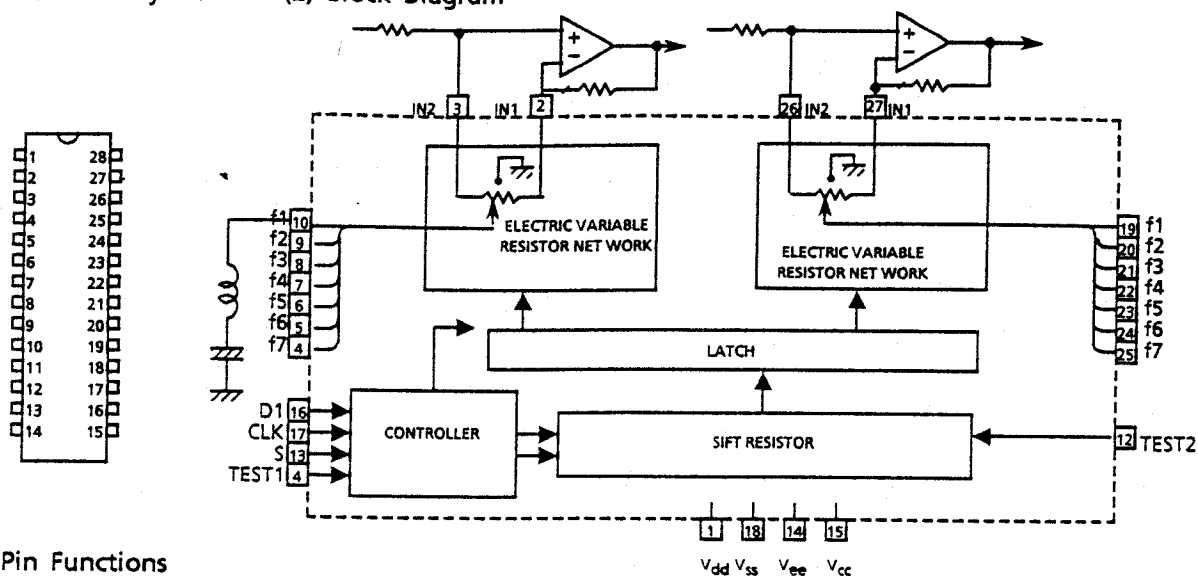 (2) Block Diagram
+
−
+
−
IN2 3 IN1 2
26 IN2 27 IN1
1 28
2 27
3 26
4 25
5 24
6 23
7 22
8 21
9 20
10 19
11 18
12 17
13 16
14 15
f1 10
f2 9
f3 8
f4 7
f5 6
f6 5
f7 4
ELECTRIC VARIABLE
RESISTOR NET WORK
ELECTRIC VARIABLE
RESISTOR NET WORK
19 f1
20 f2
21 f3
22 f4
23 f5
24 f6
25 f7
LATCH
D1 16
CLK 17
S 13
TEST1 4
CONTROLLER
SIFT RESISTOR
12 TEST2
1 18 14 15
Vdd Vss Vee Vcc
Pin Functions